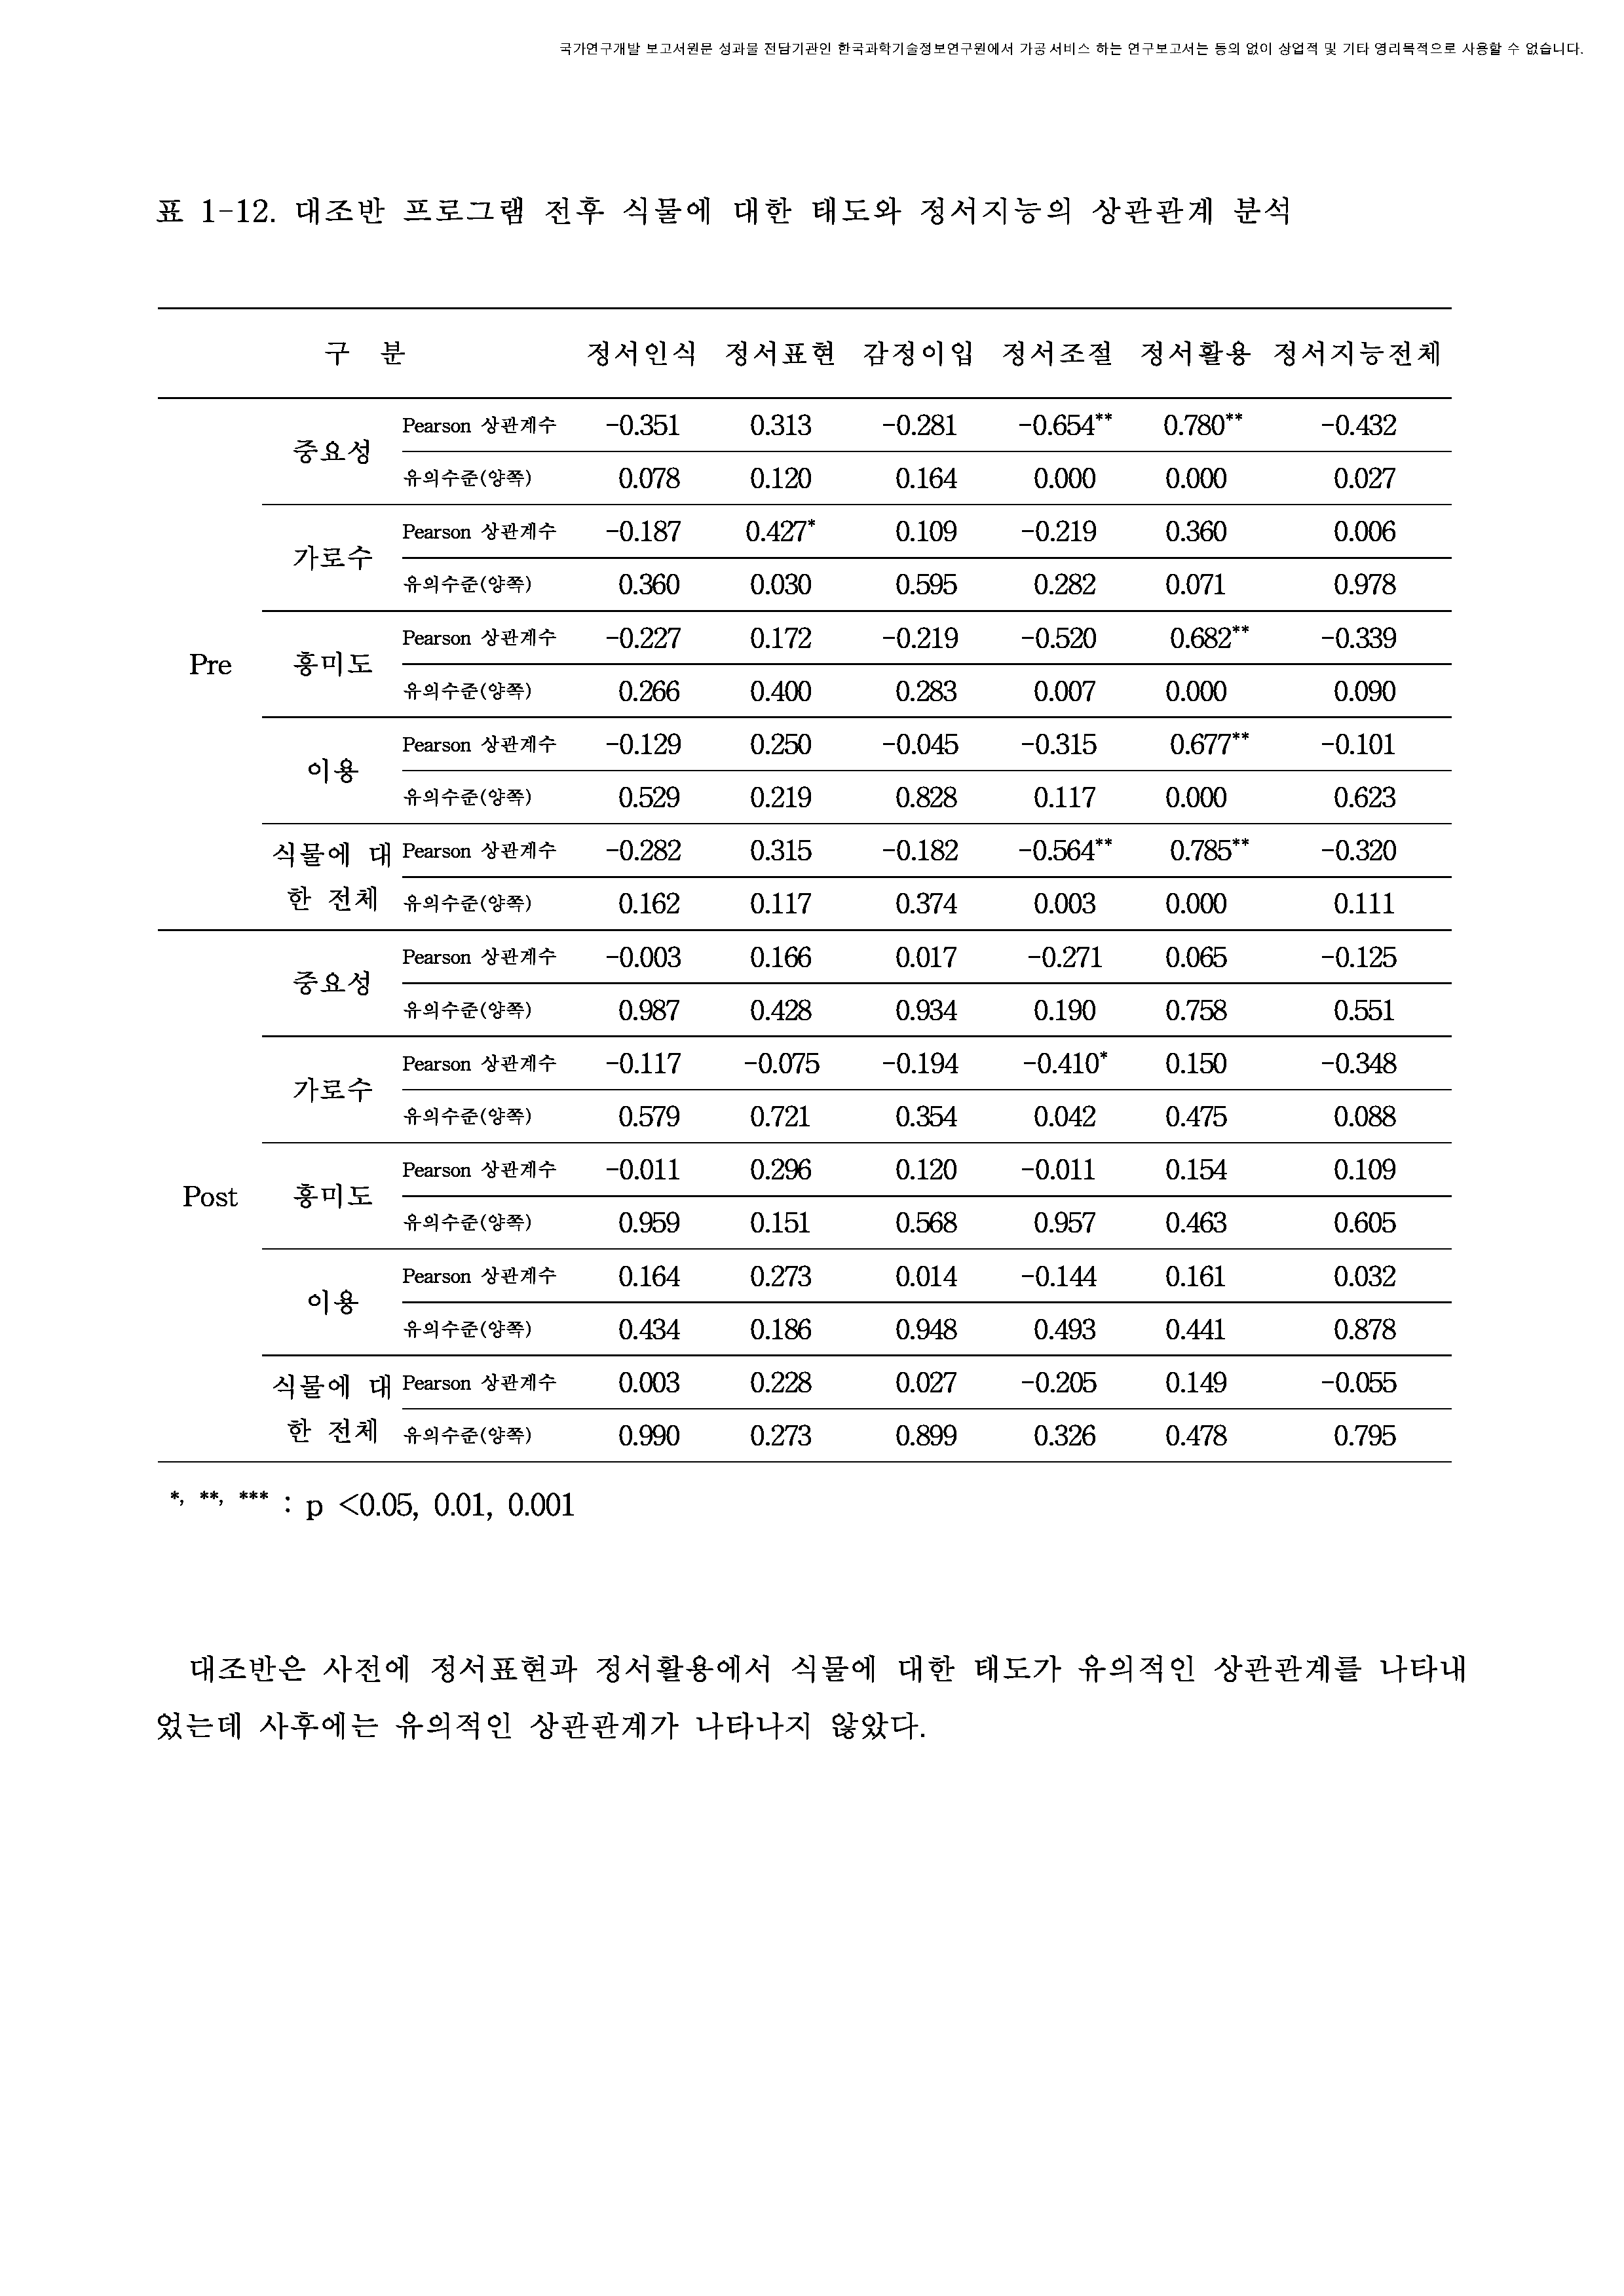 국가연구개발 보고서원문 성과물 전담기관인 한국과학기술정보연구원에서 가공·서비스 하는 연구보고서는 동의 없이 상업적 및 기타 영리목적으로 사용할 수 없습니다.
표 1-12. 대조반 프로그램 전후 식물에 대한 태도와 정서지능의 상관관계 분석
구 분 정서인식 정서표현 감정이입 정서조절 정서활용 정서지능전체
Pre
중요성
Pearson 상관계수 -0.351 0.313 -0.281 -0.654** 0.780** -0.432
유의수준(양쪽) 0.078 0.120 0.164 0.000 0.000 0.027
가로수
Pearson 상관계수 -0.187 0.427* 0.109 -0.219 0.360 0.006
유의수준(양쪽) 0.360 0.030 0.595 0.282 0.071 0.978
흥미도
Pearson 상관계수 -0.227 0.172 -0.219 -0.520 0.682** -0.339
유의수준(양쪽) 0.266 0.400 0.283 0.007 0.000 0.090
이용
Pearson 상관계수 -0.129 0.250 -0.045 -0.315 0.677** -0.101
유의수준(양쪽) 0.529 0.219 0.828 0.117 0.000 0.623
식물에 대
한 전체
Pearson 상관계수 -0.282 0.315 -0.182 -0.564** 0.785** -0.320
유의수준(양쪽) 0.162 0.117 0.374 0.003 0.000 0.111
Post
중요성
Pearson 상관계수 -0.003 0.166 0.017 -0.271 0.065 -0.125
유의수준(양쪽) 0.987 0.428 0.934 0.190 0.758 0.551
가로수
Pearson 상관계수 -0.117 -0.075 -0.194 -0.410* 0.150 -0.348
유의수준(양쪽) 0.579 0.721 0.354 0.042 0.475 0.088
흥미도
Pearson 상관계수 -0.011 0.296 0.120 -0.011 0.154 0.109
유의수준(양쪽) 0.959 0.151 0.568 0.957 0.463 0.605
이용
Pearson 상관계수 0.164 0.273 0.014 -0.144 0.161 0.032
유의수준(양쪽) 0.434 0.186 0.948 0.493 0.441 0.878
식물에 대
한 전체
Pearson 상관계수 0.003 0.228 0.027 -0.205 0.149 -0.055
유의수준(양쪽) 0.990 0.273 0.899 0.326 0.478 0.795
*, **, *** : p <0.05, 0.01, 0.001
대조반은 사전에 정서표현과 정서활용에서 식물에 대한 태도가 유의적인 상관관계를 나타내
었는데 사후에는 유의적인 상관관계가 나타나지 않았다.